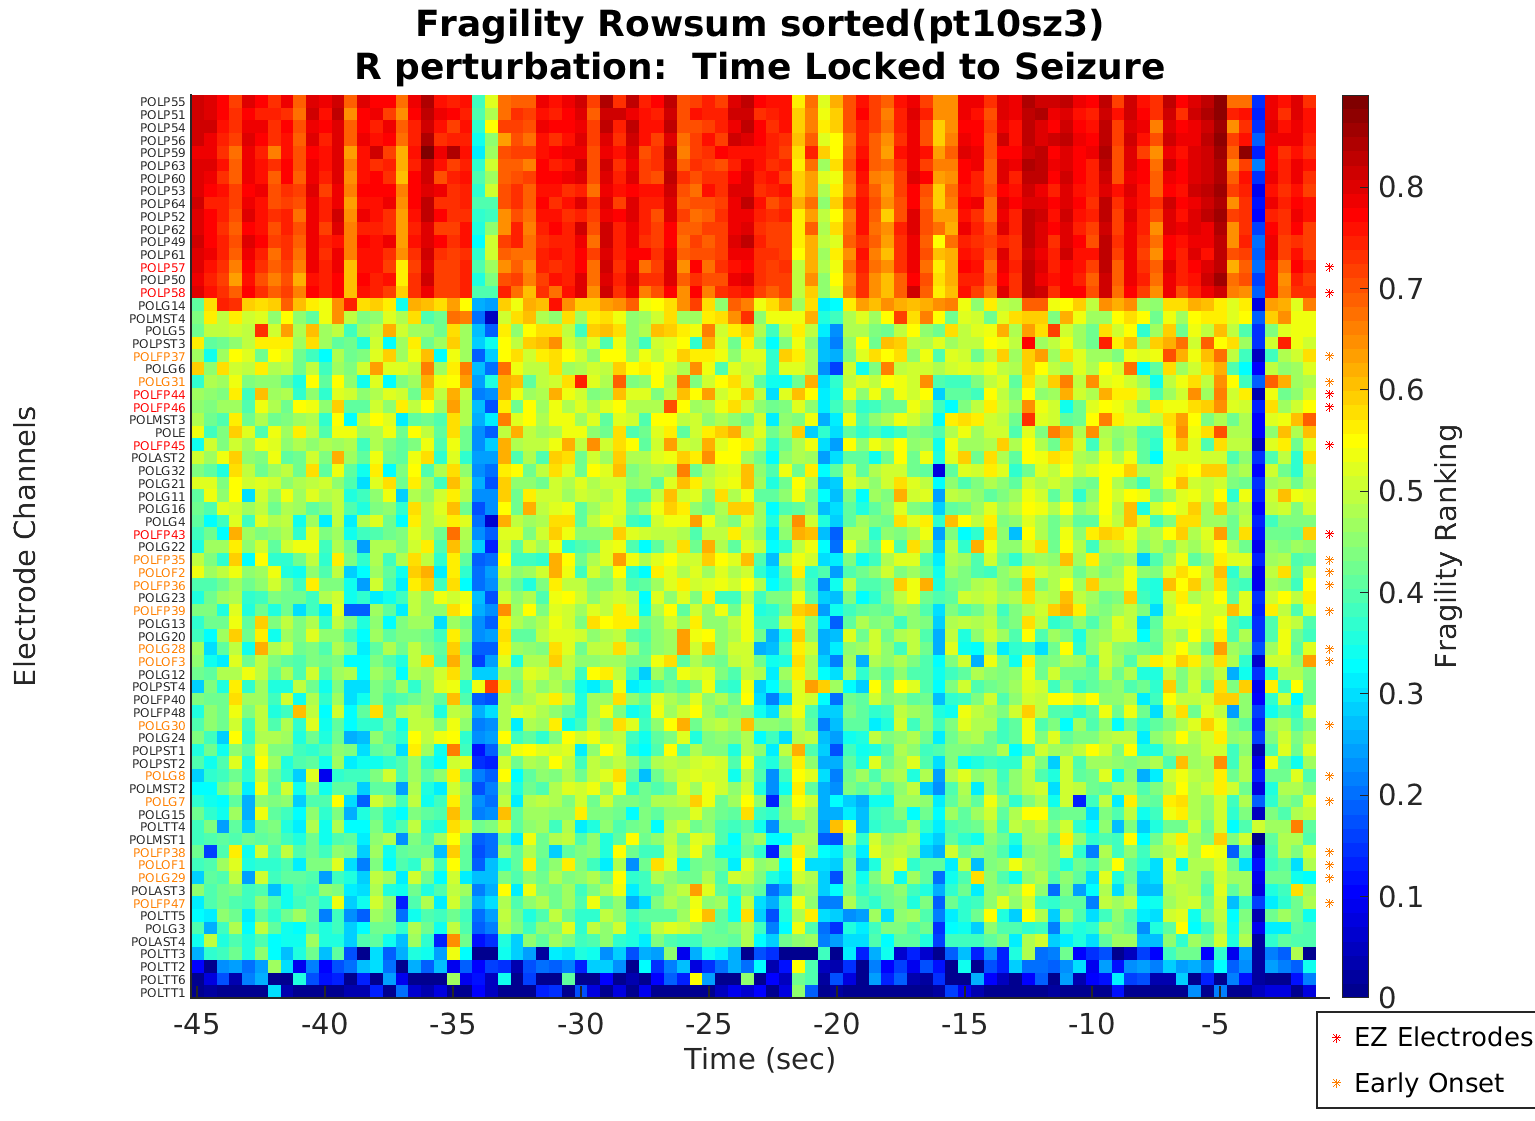 Fragility Rowsum sorted(pt10sz3)
R perturbation:  Time Locked to Seizure
Electrode Channels
POLP55
POLP51
POLP54
POLP56
POLP59
POLP63
POLP60
POLP53
POLP64
POLP52
POLP62
POLP49
POLP61
POLP57
POLP50
POLP58
POLG14
POLMST4
POLG5
POLPST3
POLFP37
POLG6
POLG31
POLFP44
POLFP46
POLMST3
POLE
POLFP45
POLAST2
POLG32
POLG21
POLG11
POLG16
POLG4
POLFP43
POLG22
POLFP35
POLOF2
POLFP36
POLG23
POLFP39
POLG13
POLG20
POLG28
POLOF3
POLG12
POLPST4
POLFP40
POLFP48
POLG30
POLG24
POLPST1
POLPST2
POLG8
POLMST2
POLG7
POLG15
POLTT4
POLMST1
POLFP38
POLOF1
POLG29
POLAST3
POLFP47
POLTT5
POLG3
POLAST4
POLTT3
POLTT2
POLTT6
POLTT1
-45 -40 -35 -30 -25 -20 -15 -10 -5
Time (sec)
0.8
0.7
0.6
0.5
0.4
0.3
0.2
0.1
0
Fragility Ranking
EZ Electrodes
Early Onset